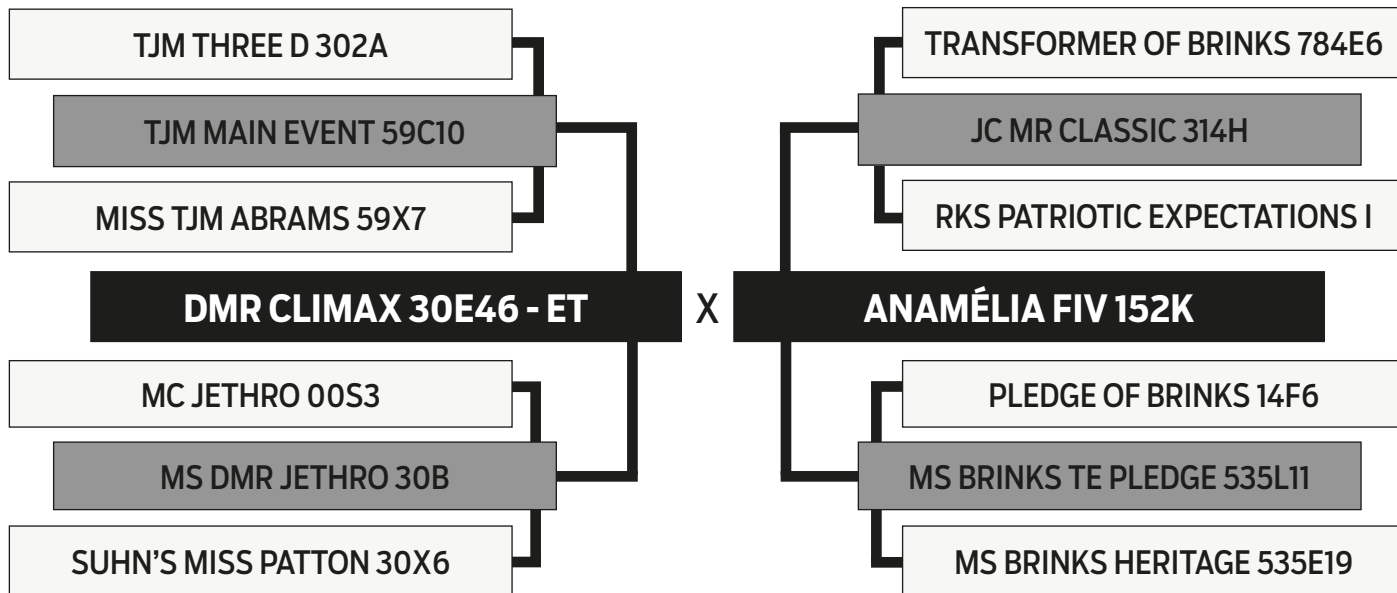 TJM THREE D 302A
TJM MAIN EVENT 59C10
MISS TJM ABRAMS 59X7
DMR CLIMAX 30E46 - ET
MC JETHRO 00S3
MS DMR JETHRO 30B
SUHN’S MISS PATTON 30X6
X
TRANSFORMER OF BRINKS 784E6
JC MR CLASSIC 314H
RKS PATRIOTIC EXPECTATIONS I
ANAMÉLIA FIV 152K
PLEDGE OF BRINKS 14F6
MS BRINKS TE PLEDGE 535L11
MS BRINKS HERITAGE 535E19